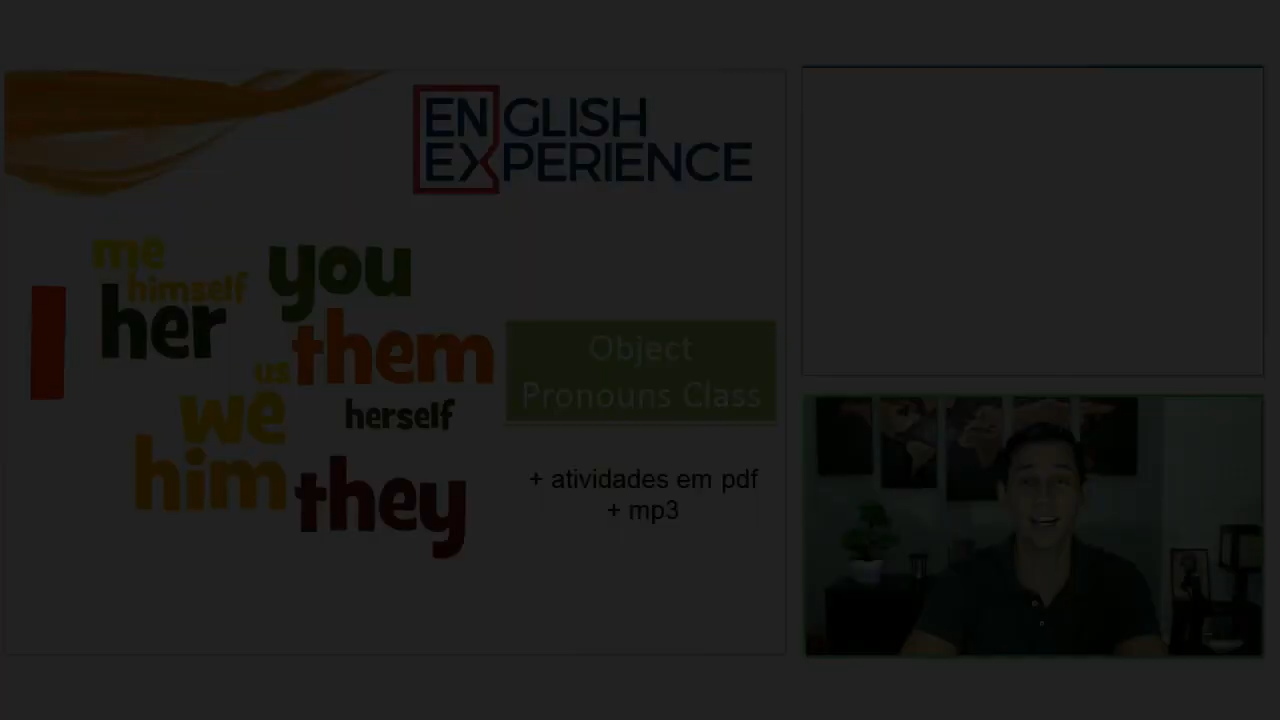 ENGLISH
EXPERIENCE
me
himself
you
I
her
them
us
we
herself
him
they
Object
Pronouns Class
+ atividades em pdf
+ mp3